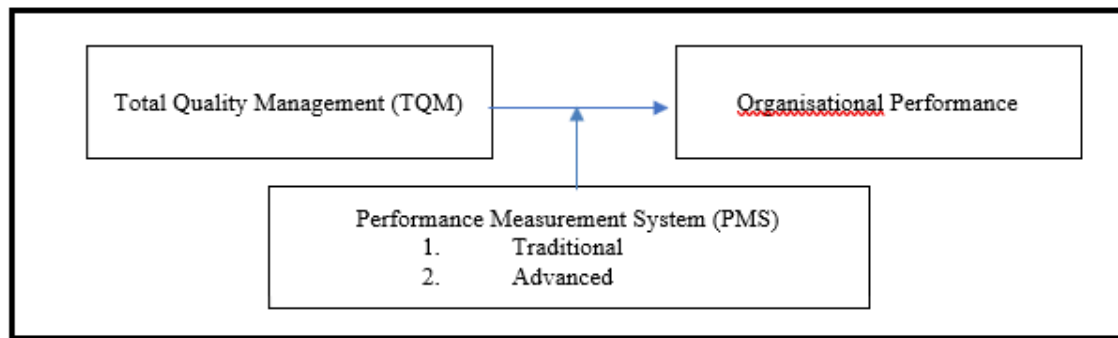 Total Quality Management (TQM)
Organisational Performance
Performance Measurement System (PMS)
1. Traditional
2. Advanced